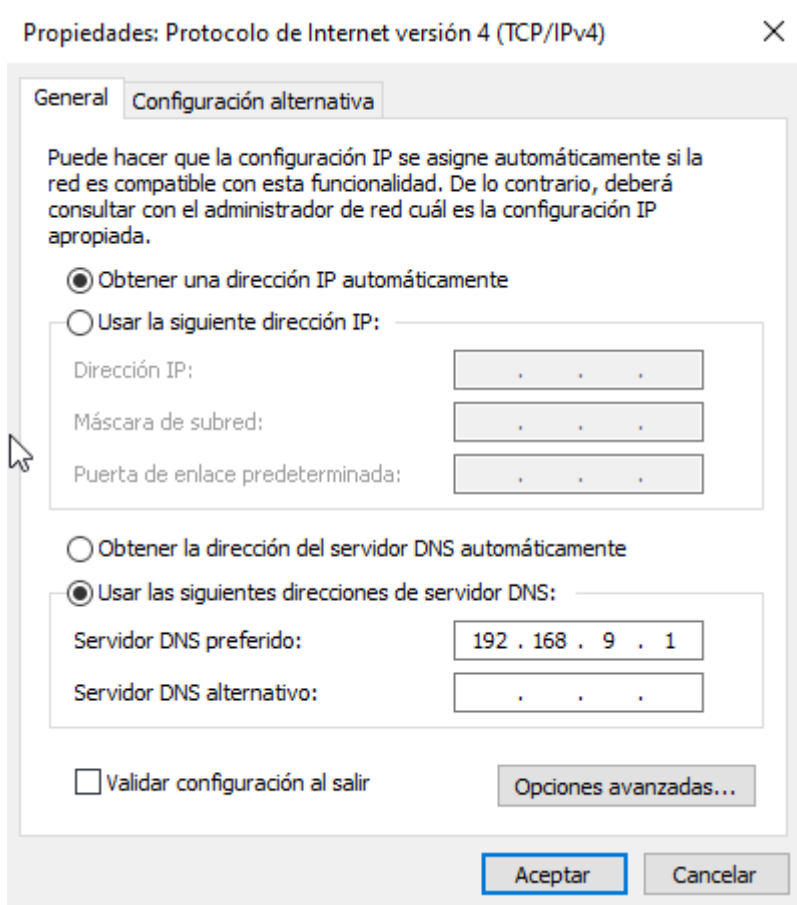 Propiedades: Protocolo de Internet versión 4 (TCP/IPv4)
General
Configuración alternativa
Puede hacer que la configuración IP se asigne automáticamente si la
red es compatible con esta funcionalidad. De lo contrario, deberá
consultar con el administrador de red cuál es la configuración IP
apropiada.
Obtener una dirección IP automáticamente
Usar la siguiente dirección IP:
Dirección IP: . . .
Máscara de subred: . . .
Puerta de enlace predeterminada: . . .
Obtener la dirección del servidor DNS automáticamente
Usar las siguientes direcciones de servidor DNS:
Servidor DNS preferido: 192 . 168 . 9 . 1
Servidor DNS alternativo: . . .
Validar configuración al salir
Opciones avanzadas...
Aceptar
Cancelar